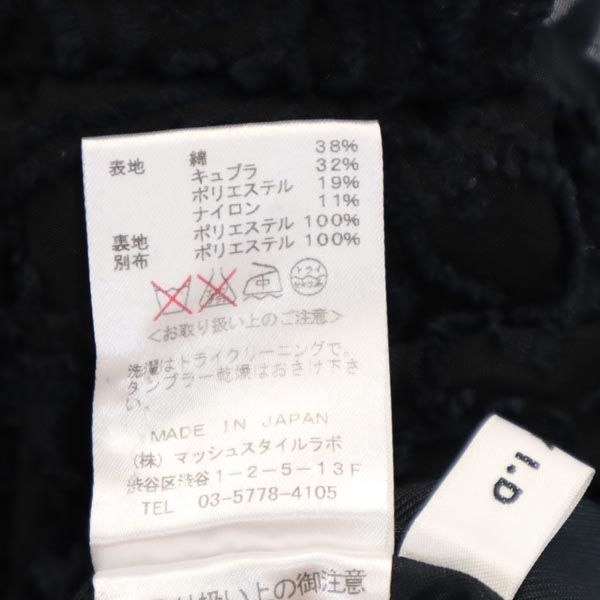 表地 綿 38%
キュプラ 32%
ポリエステル 19%
ナイロン 11%
裏地 ポリエステル 100%
別布 ポリエステル 100%
中 ドライ
<お取り扱い上のご注意>
洗濯はドライクリーニングで。
タンブラー乾燥はおさけ下さ
い。
MADE IN JAPAN
(株)マッシュスタイルラボ
渋谷区渋谷1-2-5-13F
TEL 03-5778-4105
り扱い上の御注意
I.D